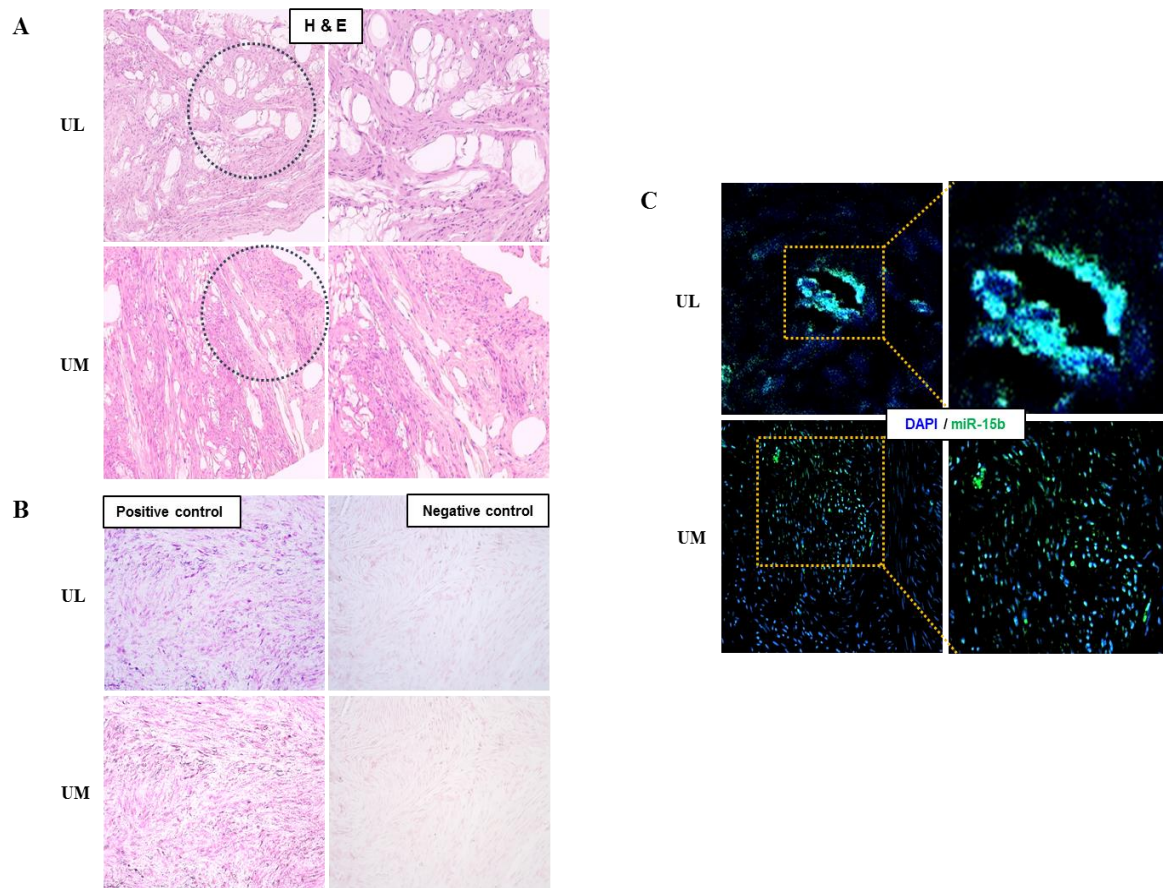 A
H & E
UL
UM
B
Positive control
Negative control
UL
UM
C
UL
DAPI / miR-15b
UM